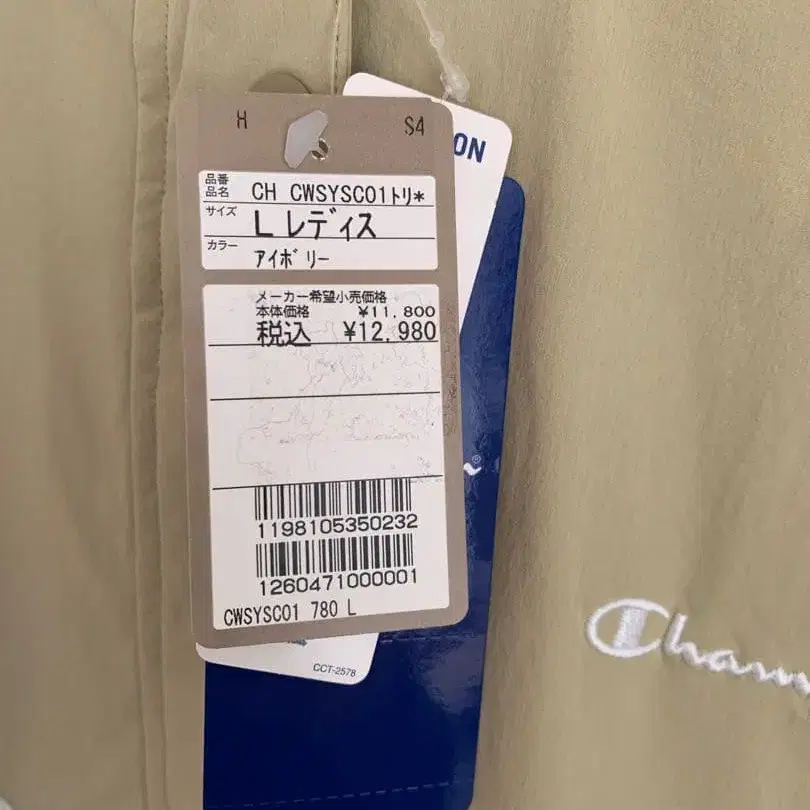 H S4
ON
品番
品名 CH CWSYSC01トリ*
サイズ L レディス
カラー アイボリー
メーカー希望小売価格
本体価格 ¥11,800
税込 ¥12,980
1198105350232
1260471000001
CWSYSC01 780 L
CCT-2578
Cham